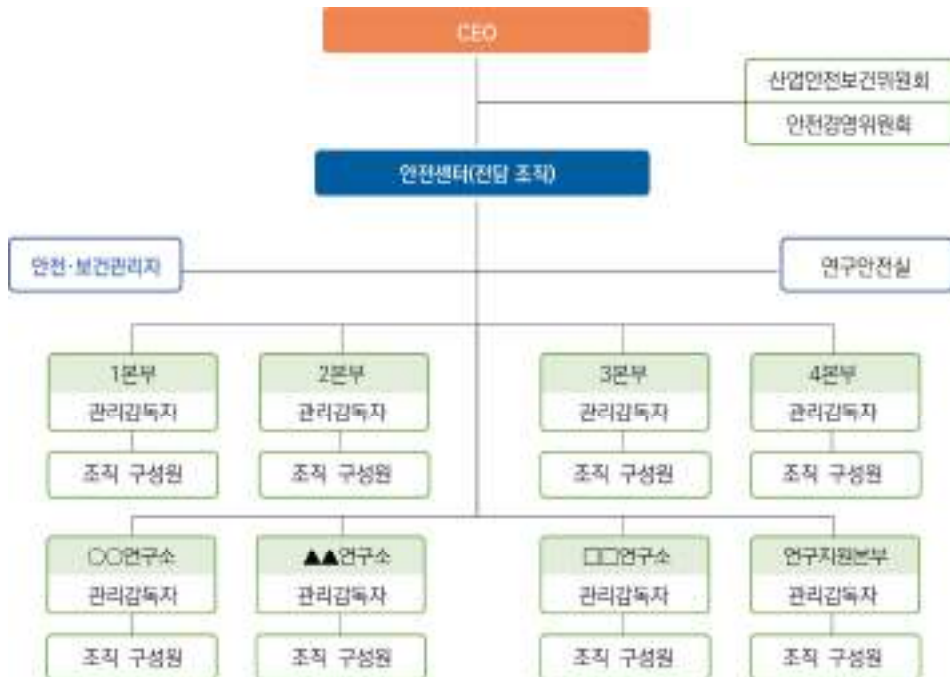 CEO
산업안전보건위원회
안전경영위원회
안전센터(전담 조직)
안전·보건관리자
연구안전실
1본부
2본부
3본부
4본부
관리감독자
관리감독자
관리감독자
관리감독자
조직 구성원
조직 구성원
조직 구성원
조직 구성원
○○연구소
▲▲연구소
□□연구소
연구지원본부
관리감독자
관리감독자
관리감독자
관리감독자
조직 구성원
조직 구성원
조직 구성원
조직 구성원